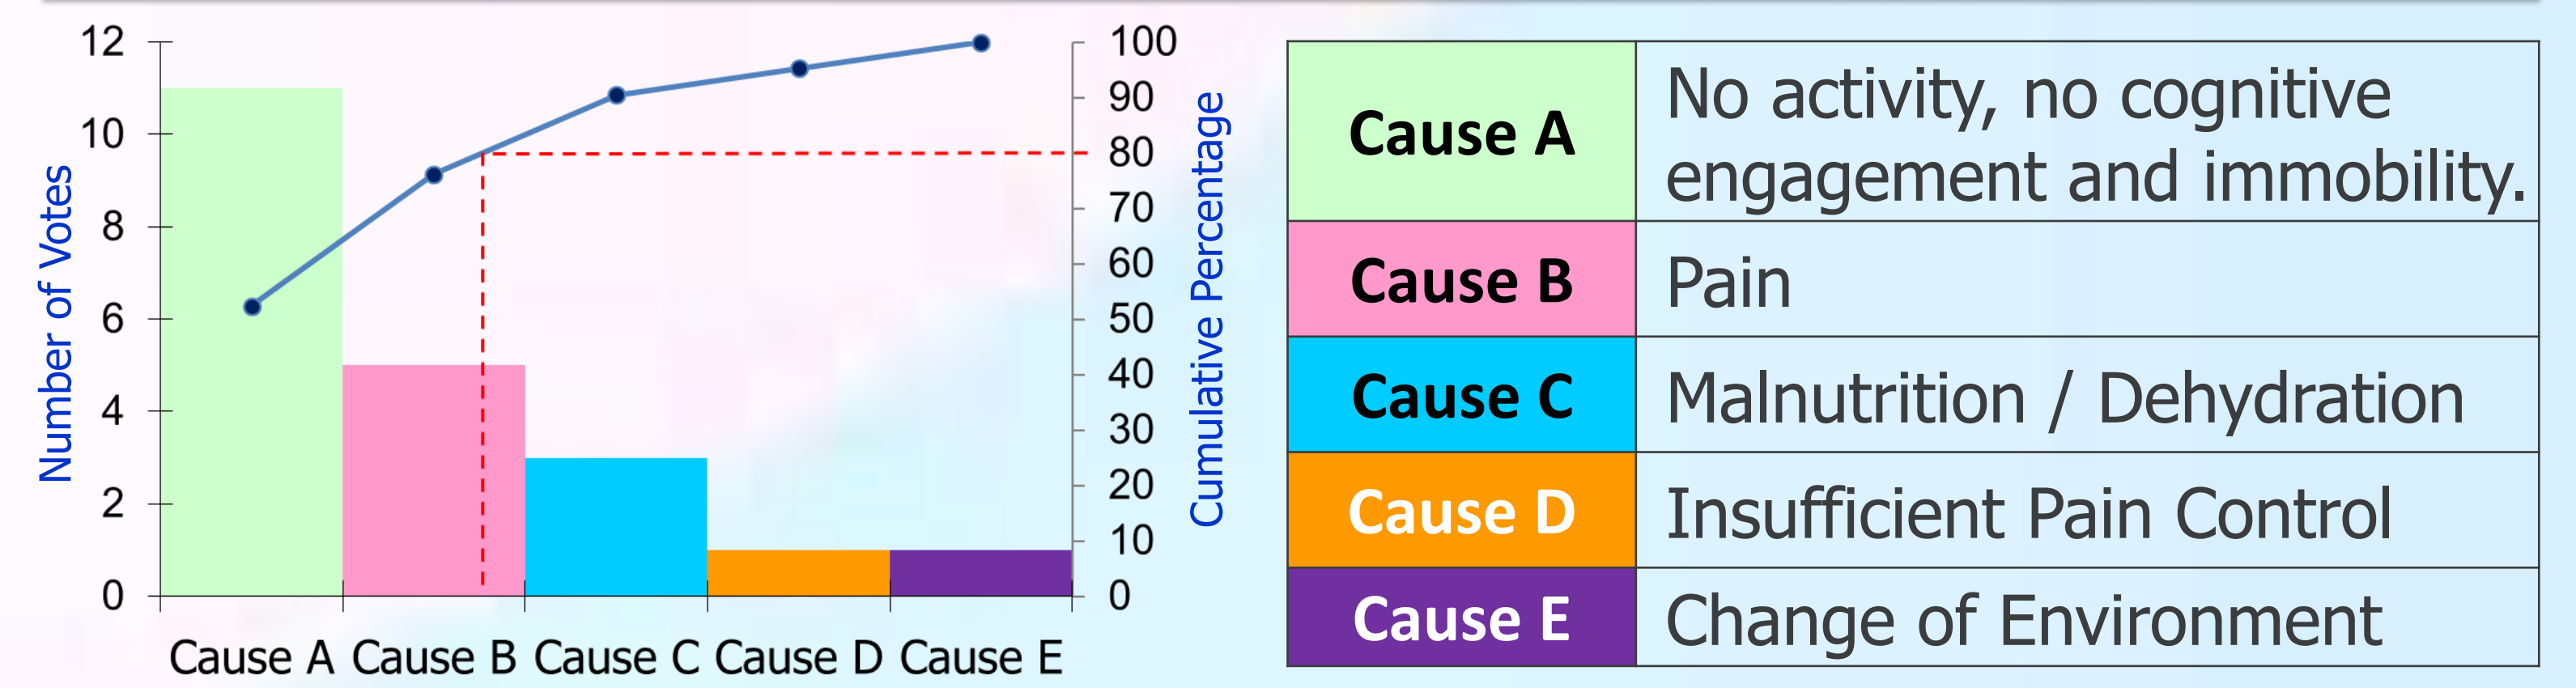 Number of Votes
12
10
8
6
4
2
0
100
90
80
70
60
50
40
30
20
10
0
Cumulative Percentage
Cause A Cause B Cause C Cause D Cause E
Cause A
No activity, no cognitive
engagement and immobility.
Cause B
Pain
Cause C
Malnutrition / Dehydration
Cause D
Insufficient Pain Control
Cause E
Change of Environment